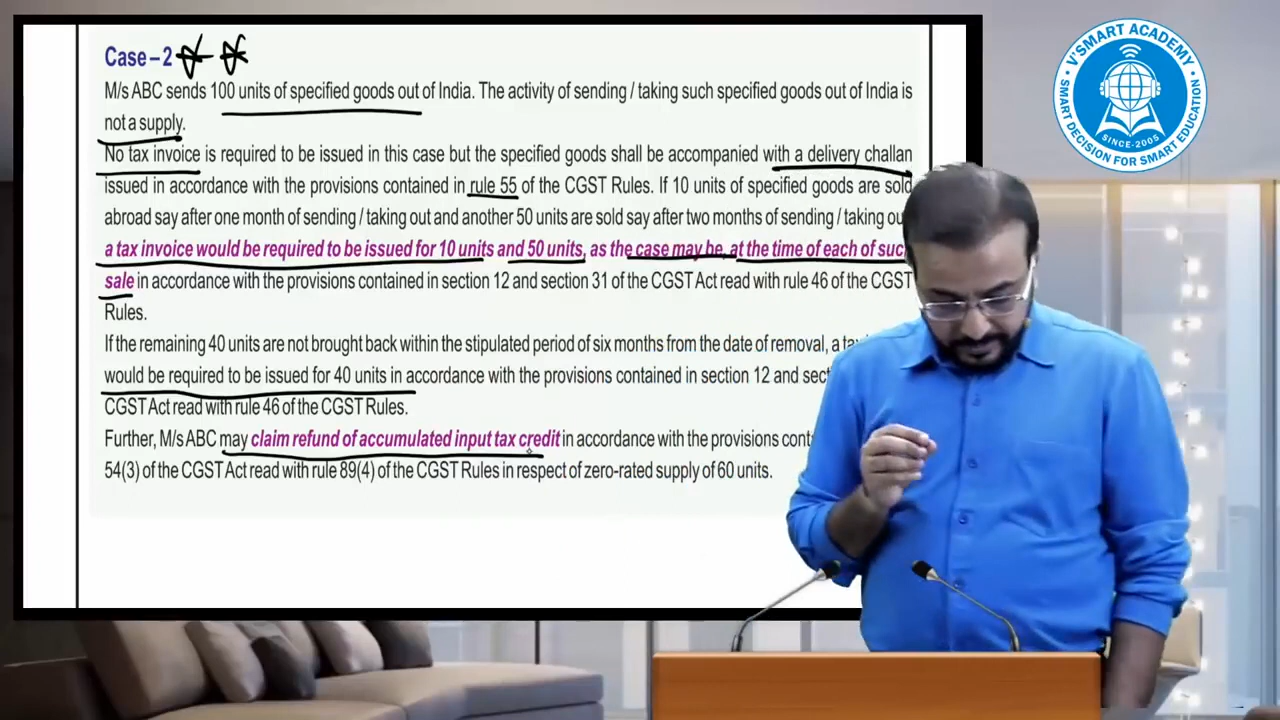 Case – 2
M/s ABC sends 100 units of specified goods out of India. The activity of sending / taking such specified goods out of India is
not a supply.
No tax invoice is required to be issued in this case but the specified goods shall be accompanied with a delivery challan
issued in accordance with the provisions contained in rule 55 of the CGST Rules. If 10 units of specified goods are sold
abroad say after one month of sending / taking out and another 50 units are sold say after two months of sending / taking
a tax invoice would be required to be issued for 10 units and 50 units, as the case may be, at the time of each of
sale in accordance with the provisions contained in section 12 and section 31 of the CGST Act read with rule 46 of the CGST
Rules.
If the remaining 40 units are not brought back within the stipulated period of six months from the date of removal, a
would be required to be issued for 40 units in accordance with the provisions contained in section 12 and
CGST Act read with rule 46 of the CGST Rules.
Further, M/s ABC may claim refund of accumulated input tax credit in accordance with the provisions
54(3) of the CGST Act read with rule 89(4) of the CGST Rules in respect of zero-rated supply of 60 units.
V'SMART ACADEMY
SINCE-2005
SMART DECISION FOR SMART EDUCATION